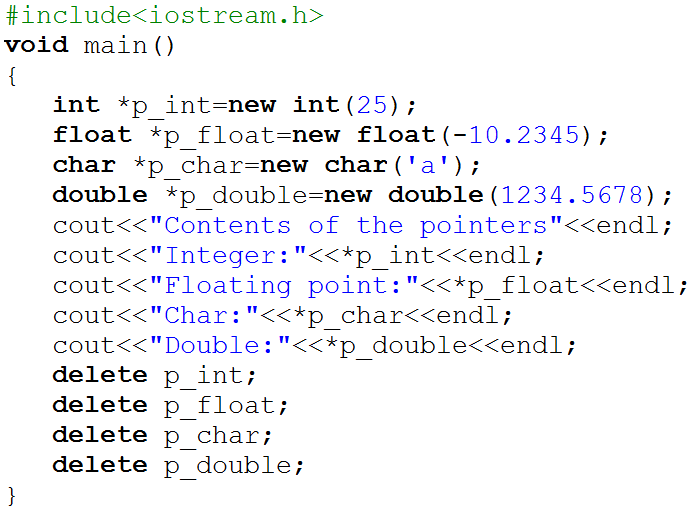 #include<iostream.h>
void main()
{
int *p_int=new int(25);
float *p_float=new float(-10.2345);
char *p_char=new char('a');
double *p_double=new double(1234.5678);
cout<<"Contents of the pointers"<<endl;
cout<<"Integer:"<<*p_int<<endl;
cout<<"Floating point:"<<*p_float<<endl;
cout<<"Char:"<<*p_char<<endl;
cout<<"Double:"<<*p_double<<endl;
delete p_int;
delete p_float;
delete p_char;
delete p_double;
}